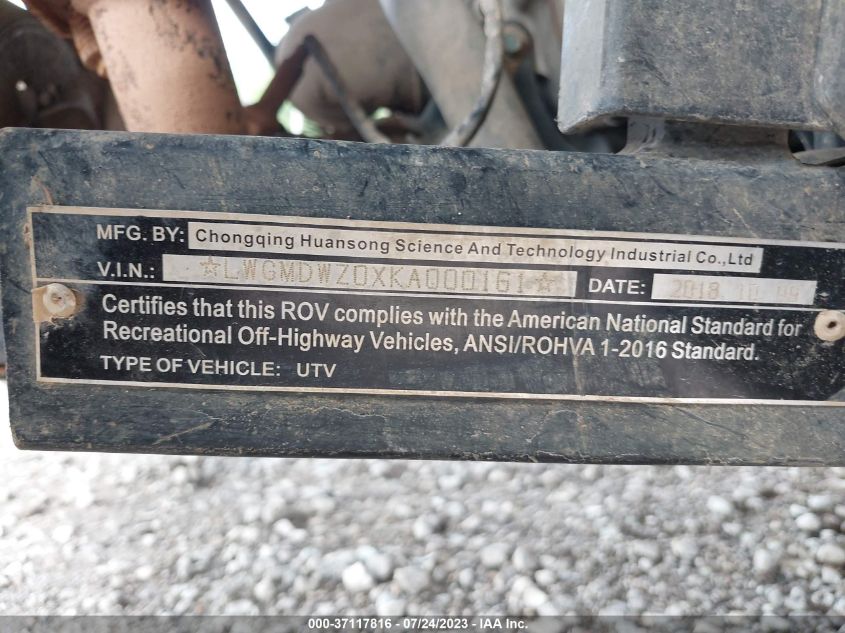 MFG. BY: Chongqing Huansong Science And Technology Industrial Co.,Ltd
V.I.N.: ☆LWGMDWZ0XKA000161☆ DATE: 2018 10
Certifies that this ROV complies with the American National Standard for
Recreational Off-Highway Vehicles, ANSI/ROHVA 1-2016 Standard.
TYPE OF VEHICLE: UTV
000-37117816 - 07/24/2023 - IAA Inc.